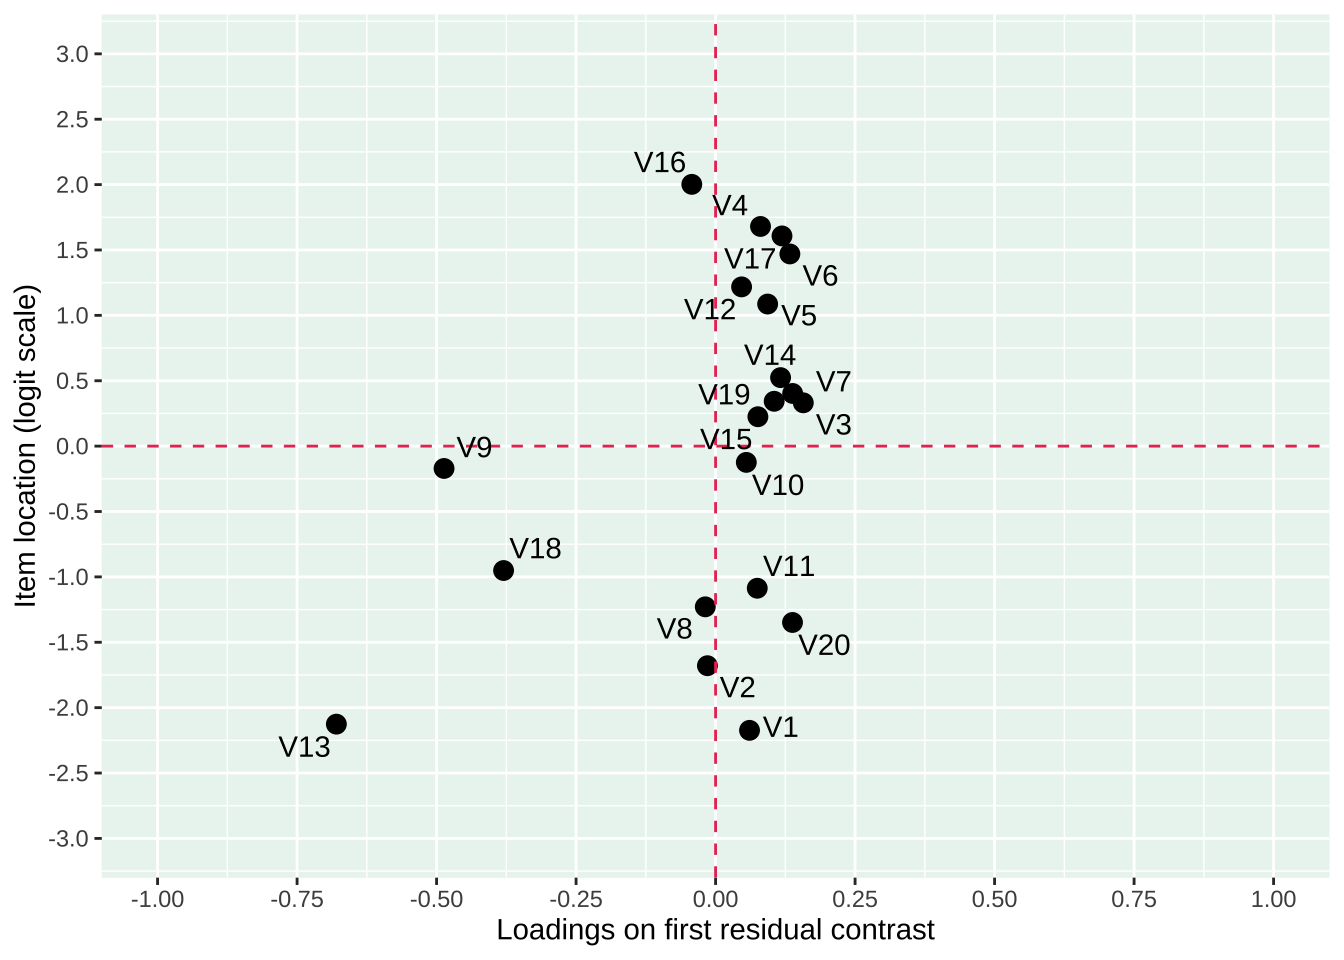 3.0
2.5
2.0
1.5
1.0
0.5
0.0
-0.5
-1.0
-1.5
-2.0
-2.5
-3.0
Item location (logit scale)
V16
V4
V17
V6
V12
V5
V14
V7
V19
V3
V15
V9
V10
V18
V11
V8
V20
V2
V1
V13
-1.00 -0.75 -0.50 -0.25 0.00 0.25 0.50 0.75 1.00
Loadings on first residual contrast